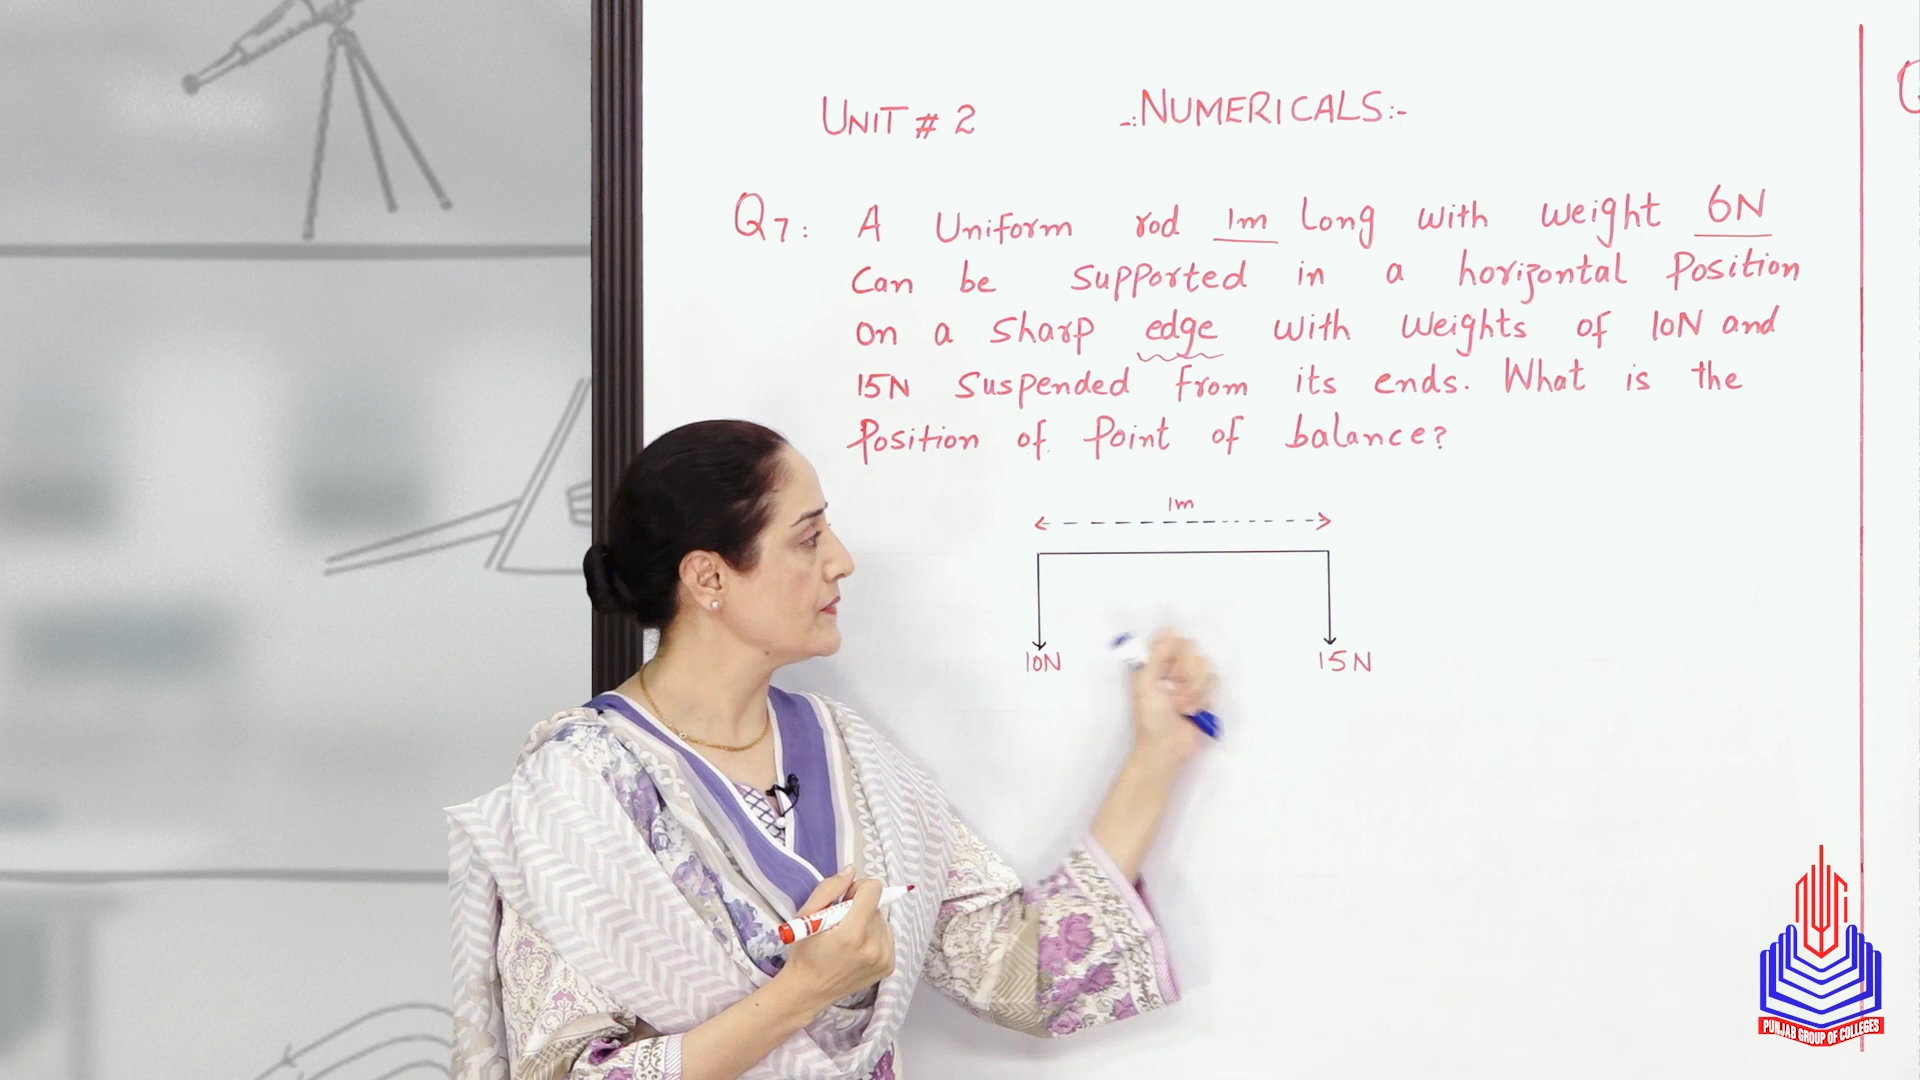 UNIT # 2 -:NUMERICALS:-
Q7: A Uniform rod 1m Long with weight 6N
Can be supported in a horizontal Position
on a sharp edge with weights of 10N and
15N suspended from its ends. What is the
Position of Point of balance?
1m
10N 15N
PUNJAB GROUP OF COLLEGES